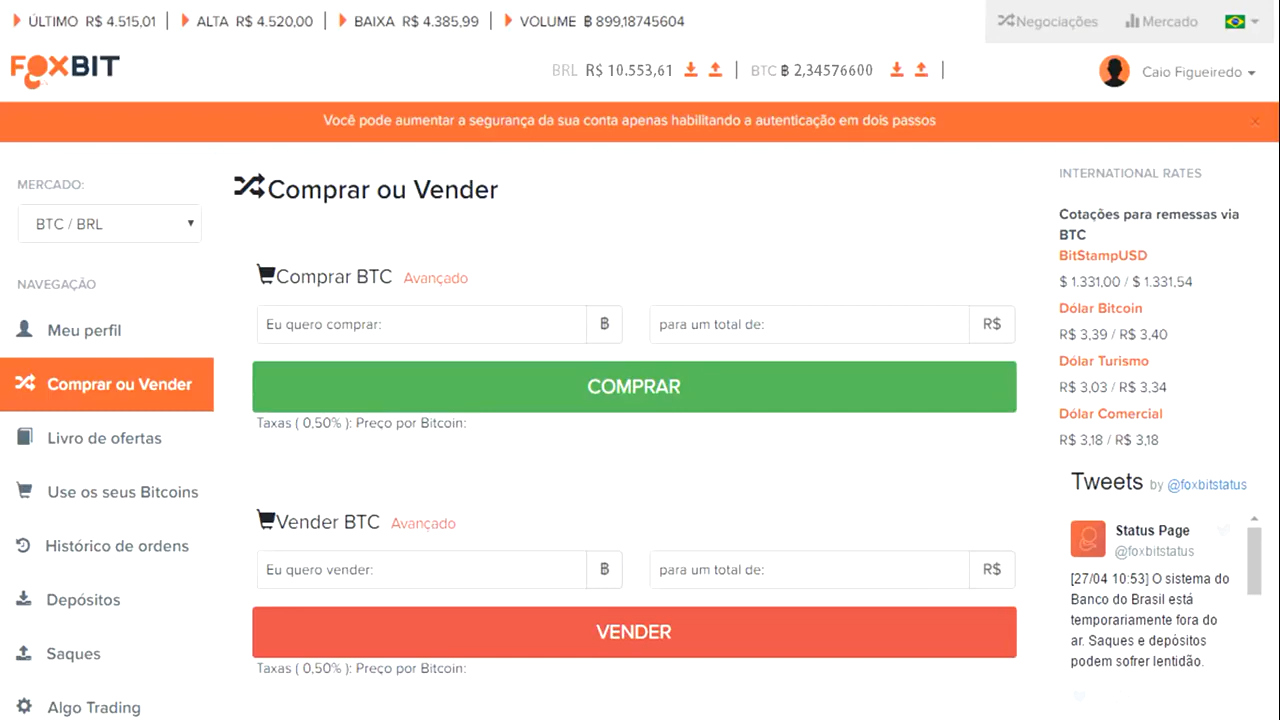 ÚLTIMO R$ 4.515,01 | ALTA R$ 4.520,00 | BAIXA R$ 4.385,99 | VOLUME ฿ 899,18745604
Negociações Mercado
FOXBIT
BRL R$ 10.553,61 | BTC ฿ 2,34576600 |
Caio Figueiredo
Você pode aumentar a segurança da sua conta apenas habilitando a autenticação em dois passos ×
MERCADO:
BTC / BRL
NAVEGAÇÃO
Meu perfil
Comprar ou Vender
Livro de ofertas
Use os seus Bitcoins
Histórico de ordens
Depósitos
Saques
Algo Trading
Comprar ou Vender
Comprar BTC Avançado
Eu quero comprar: ฿ para um total de: R$
COMPRAR
Taxas ( 0,50% ): Preço por Bitcoin:
Vender BTC Avançado
Eu quero vender: ฿ para um total de: R$
VENDER
Taxas ( 0,50% ): Preço por Bitcoin:
INTERNATIONAL RATES
Cotações para remessas via
BTC
BitStampUSD
$ 1.331,00 / $ 1.331,54
Dólar Bitcoin
R$ 3,39 / R$ 3,40
Dólar Turismo
R$ 3,03 / R$ 3,34
Dólar Comercial
R$ 3,18 / R$ 3,18
Tweets by @foxbitstatus
Status Page
@foxbitstatus
[27/04 10:53] O sistema do
Banco do Brasil está
temporariamente fora do
ar. Saques e depósitos
podem sofrer lentidão.